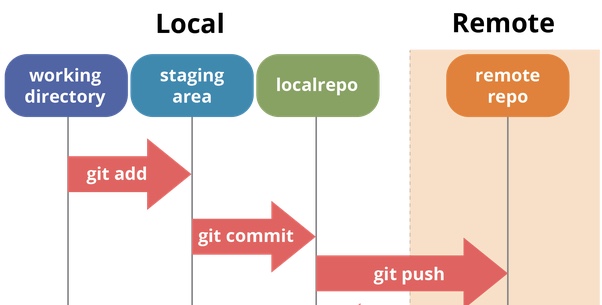 Local
Remote
working
directory
staging
area
localrepo
remote
repo
git add
git commit
git push